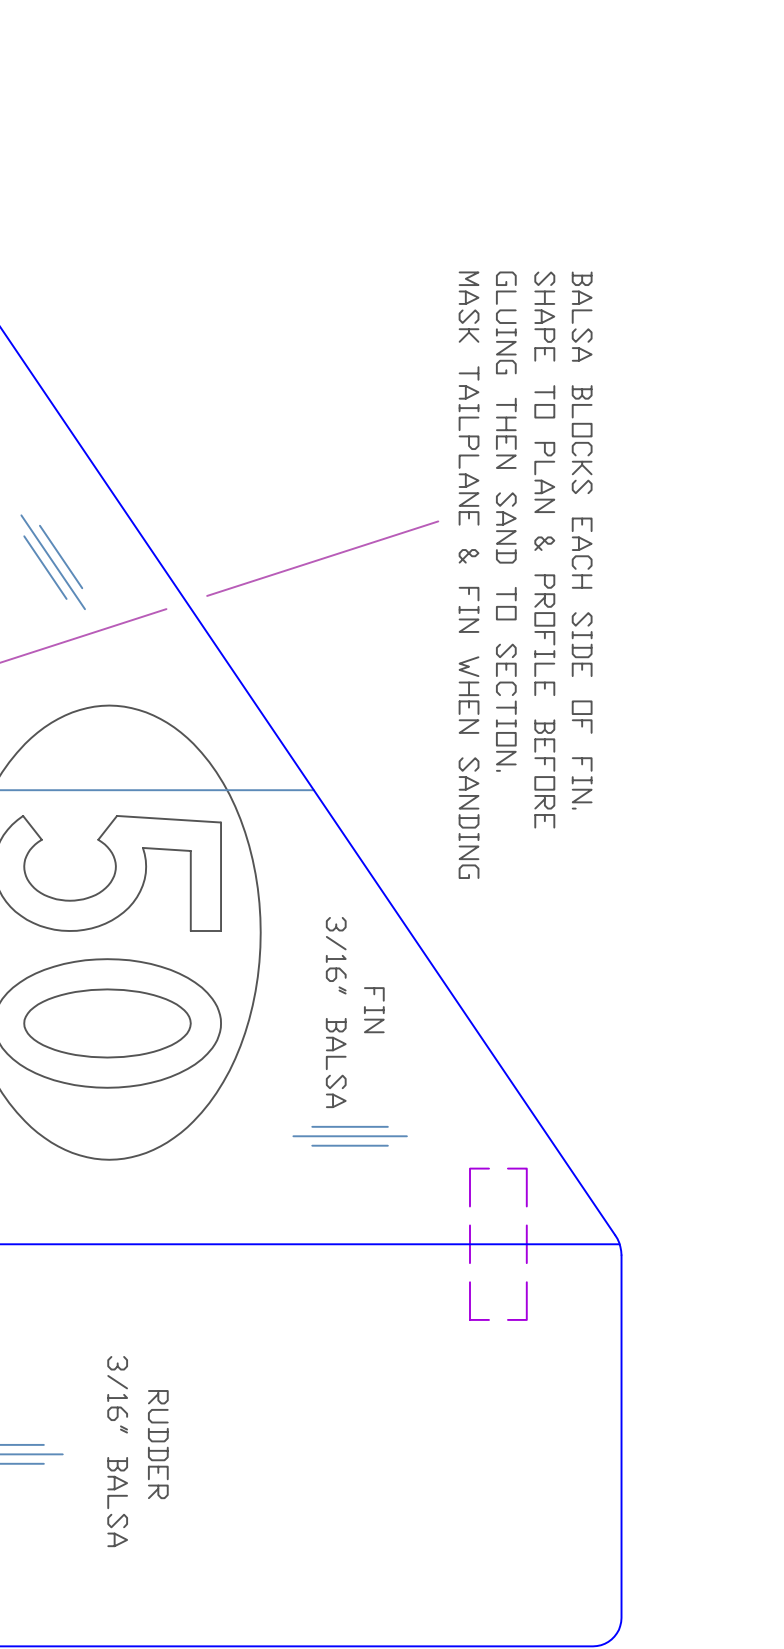 BALSA BLOCKS EACH SIDE OF FIN.
SHAPE TO PLAN & PROFILE BEFORE
GLUING THEN SAND TO SECTION.
MASK TAILPLANE & FIN WHEN SANDING
FIN
3/16" BALSA
50
RUDDER
3/16" BALSA